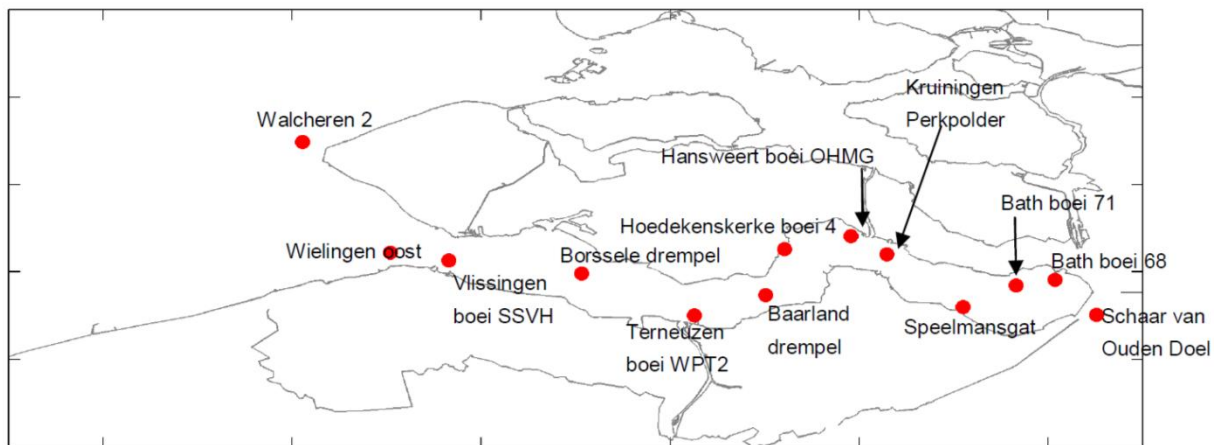 Kruiningen
Perkpolder
Walcheren 2
Hansweert boei OHMG
Bath boei 71
Hoedekenskerke boei 4
Wielingen oost
Borssele drempel
Bath boei 68
Vlissingen
boei SSVH
Terneuzen
boei WPT2
Baarland
drempel
Speelmansgat
Schaar van
Ouden Doel